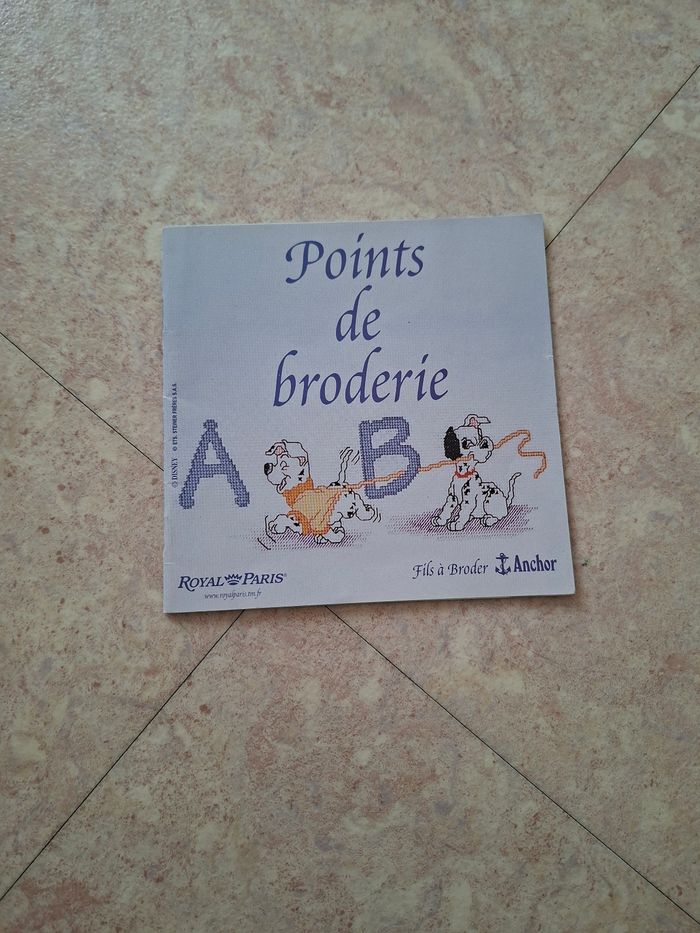 Points
de
broderie
A B
© DISNEY © ETS. STEINER FRÈRES S.A.S.
ROYAL PARIS®
www.royalparis.tm.fr
Fils à Broder Anchor